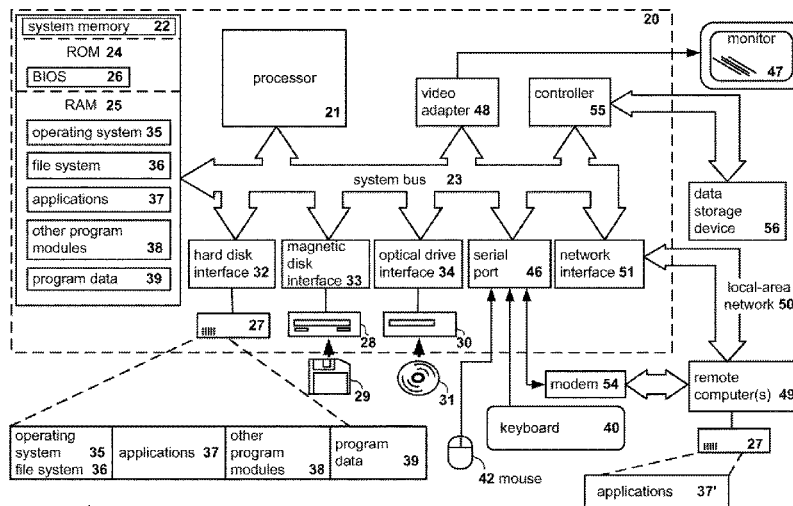 system memory 22
ROM 24
BIOS 26
RAM 25
operating system 35
file system 36
applications 37
other program
modules 38
program data 39
processor
21
video
adapter 48
controller
55
20
monitor
47
system bus 23
data
storage
device
56
hard disk
interface 32
magnetic
disk
interface 33
optical drive
interface 34
serial
port
46
network
interface 51
local-area
network 50
27
28
30
29
31
modem 54
remote
computer(s) 49
keyboard
40
42 mouse
27
applications 37'
operating
system 35
file system 36
applications 37
other
program
modules 38
program
data 39